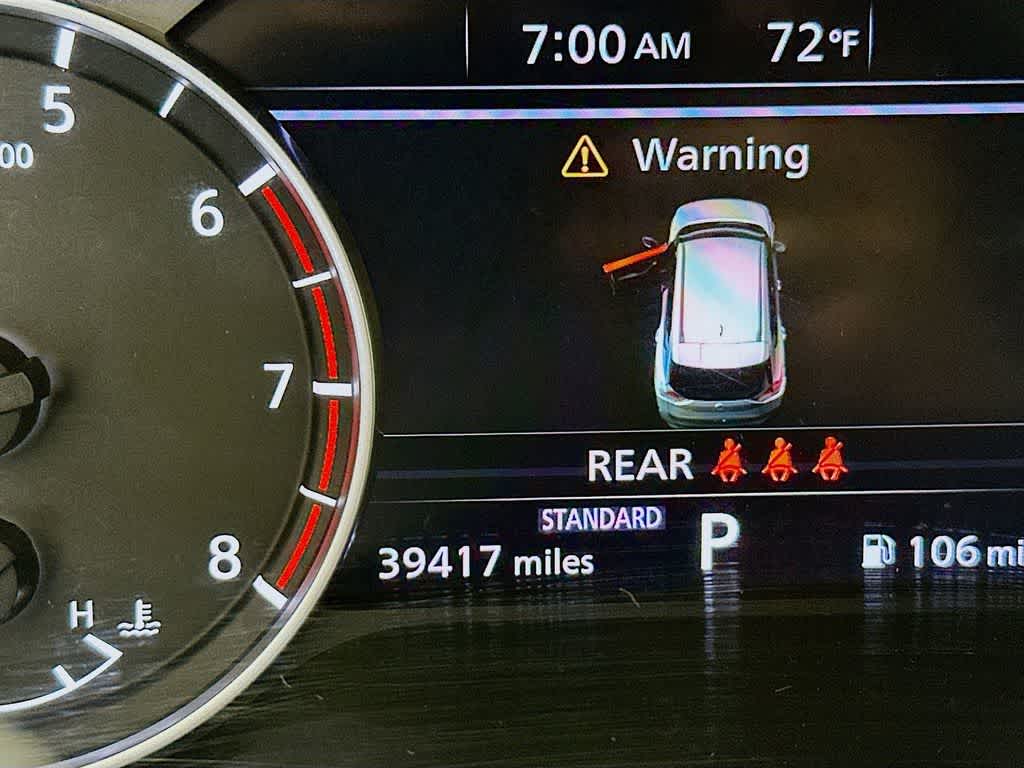 7:00 AM 72°F
5
00
Warning
6
7
REAR
STANDARD
P
8
39417 miles
106 mi
H